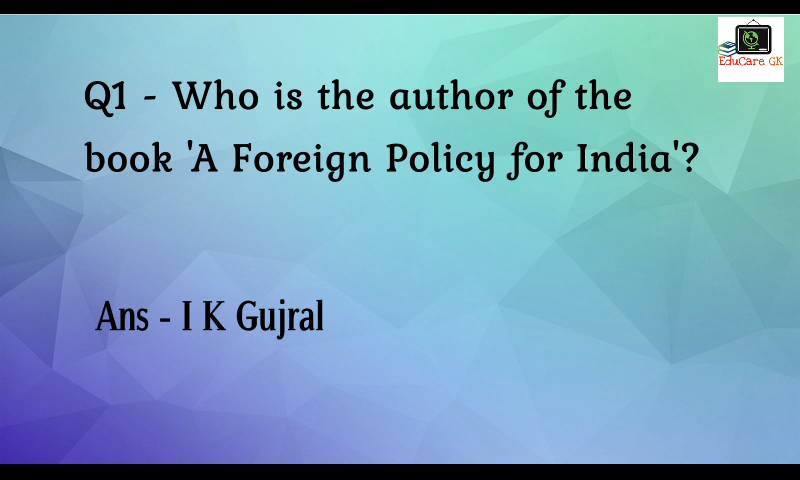 EduCare GK
Q1 - Who is the author of the
book 'A Foreign Policy for India'?
Ans - I K Gujral